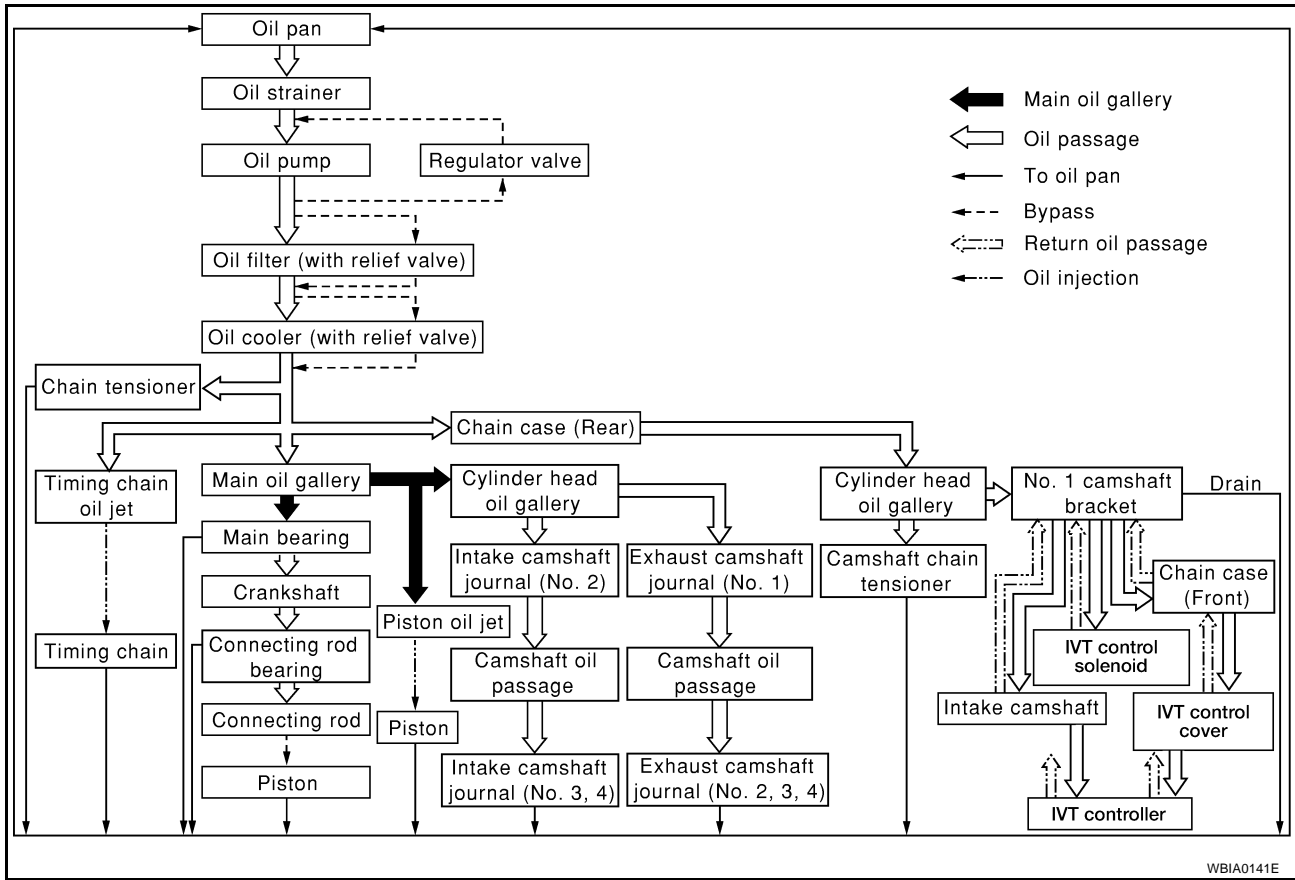 Oil pan
Oil strainer
Oil pump
Regulator valve
Oil filter (with relief valve)
Oil cooler (with relief valve)
Main oil gallery
Oil passage
To oil pan
Bypass
Return oil passage
Oil injection
Chain tensioner
Chain case (Rear)
Timing chain
oil jet
Timing chain
Main oil gallery
Main bearing
Crankshaft
Connecting rod
bearing
Connecting rod
Piston
Piston oil jet
Piston
Cylinder head
oil gallery
Intake camshaft
journal (No. 2)
Camshaft oil
passage
Intake camshaft
journal (No. 3, 4)
Exhaust camshaft
journal (No. 1)
Camshaft oil
passage
Exhaust camshaft
journal (No. 2, 3, 4)
Cylinder head
oil gallery
Camshaft chain
tensioner
No. 1 camshaft
bracket
Drain
Chain case
(Front)
IVT control
solenoid
Intake camshaft
IVT control
cover
IVT controller
WBIA0141E